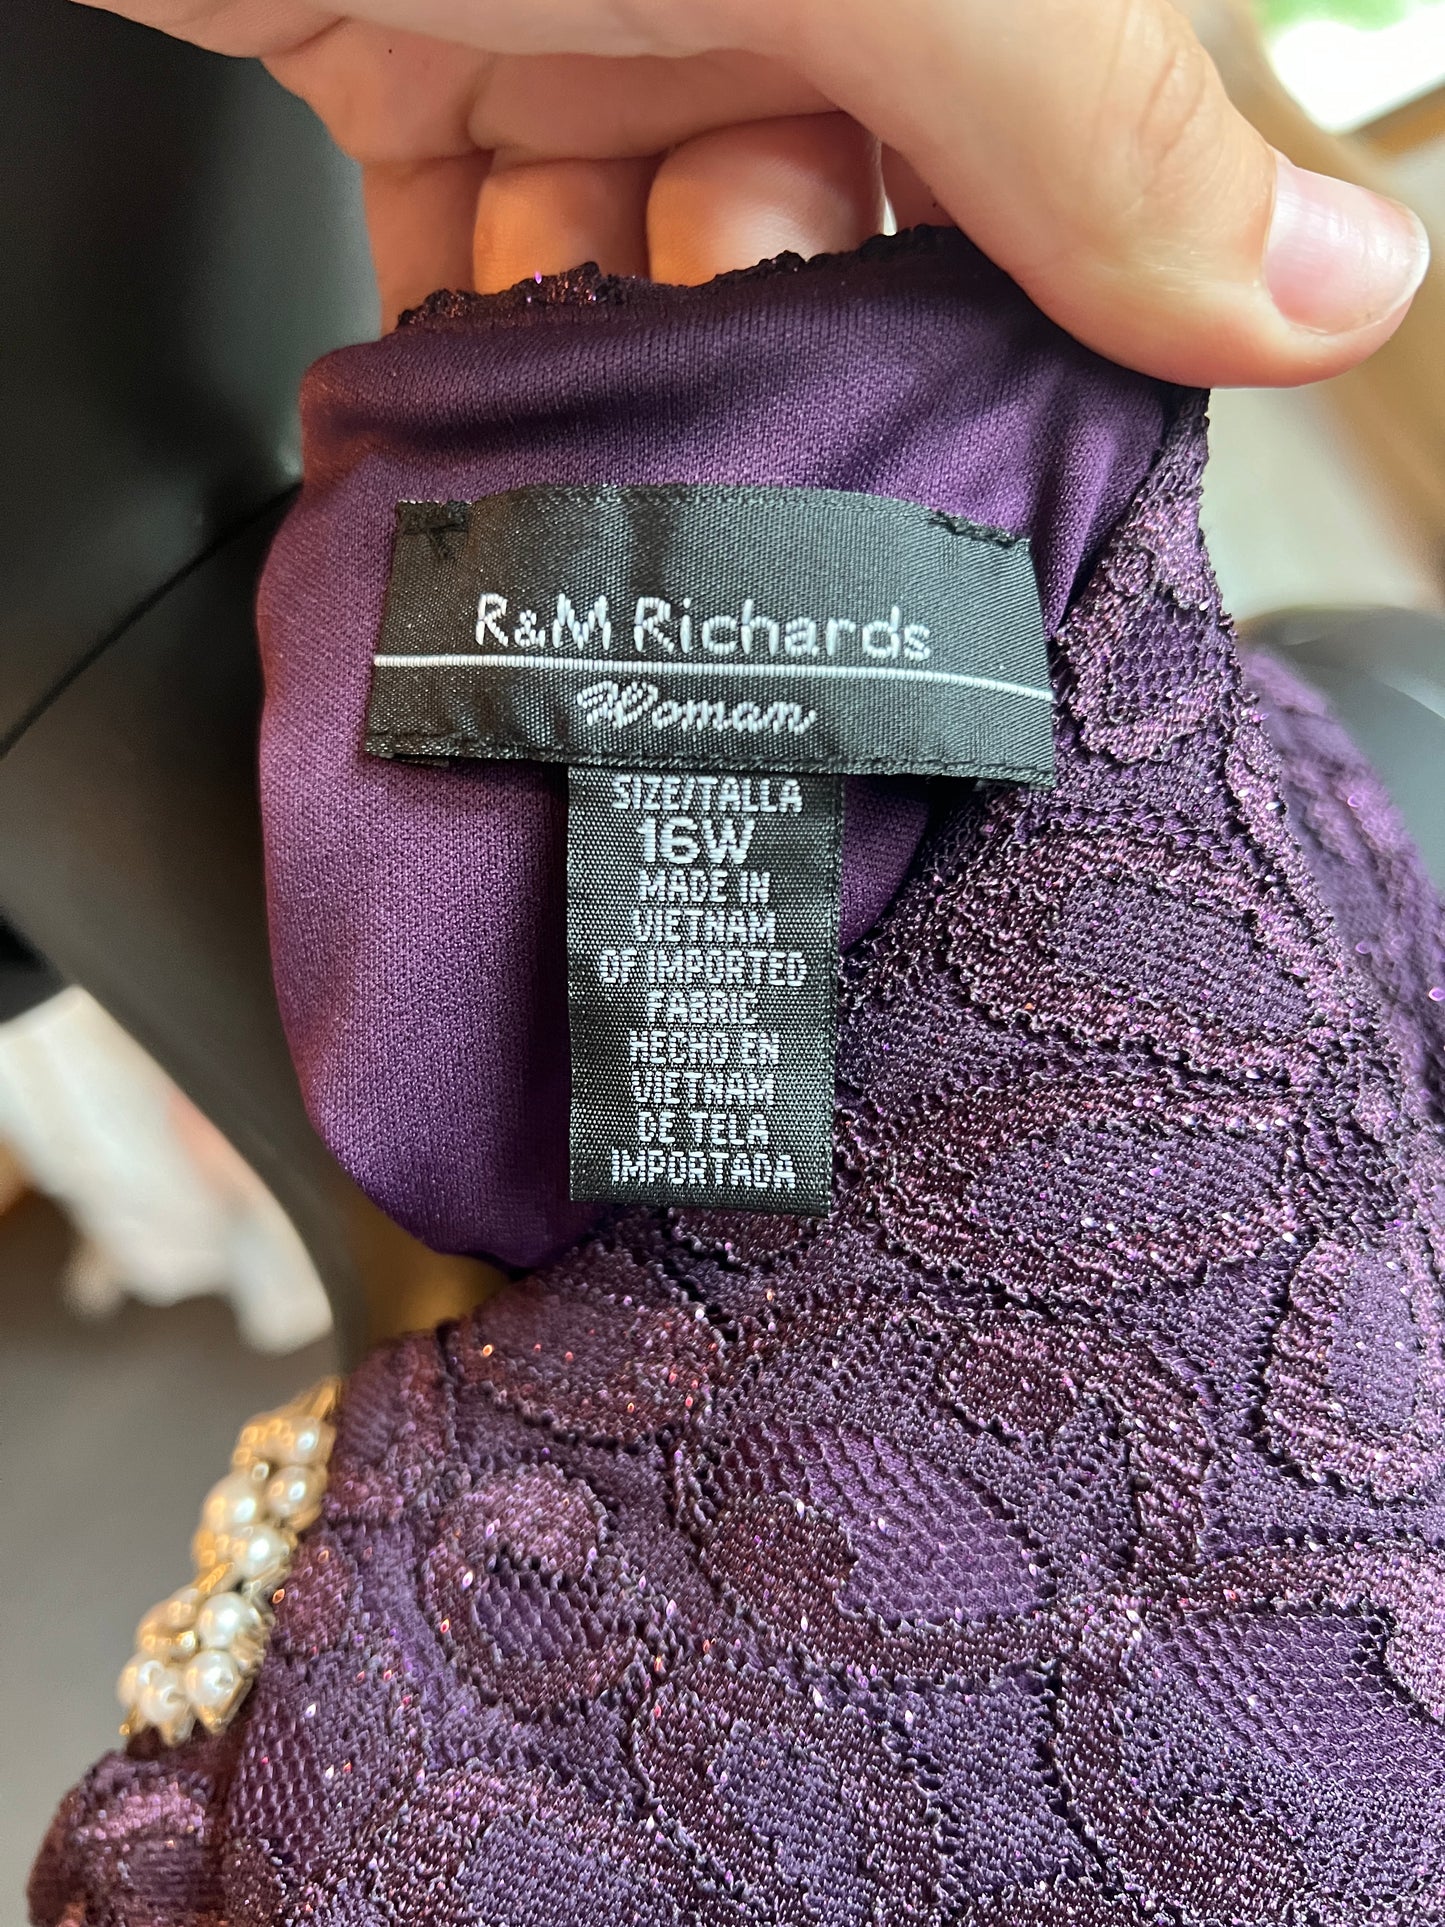 R&M Richards
Woman
SIZE/TALLA
16W
MADE IN
VIETNAM
OF IMPORTED
FABRIC
HECHO EN
VIETNAM
DE TELA
IMPORTADA